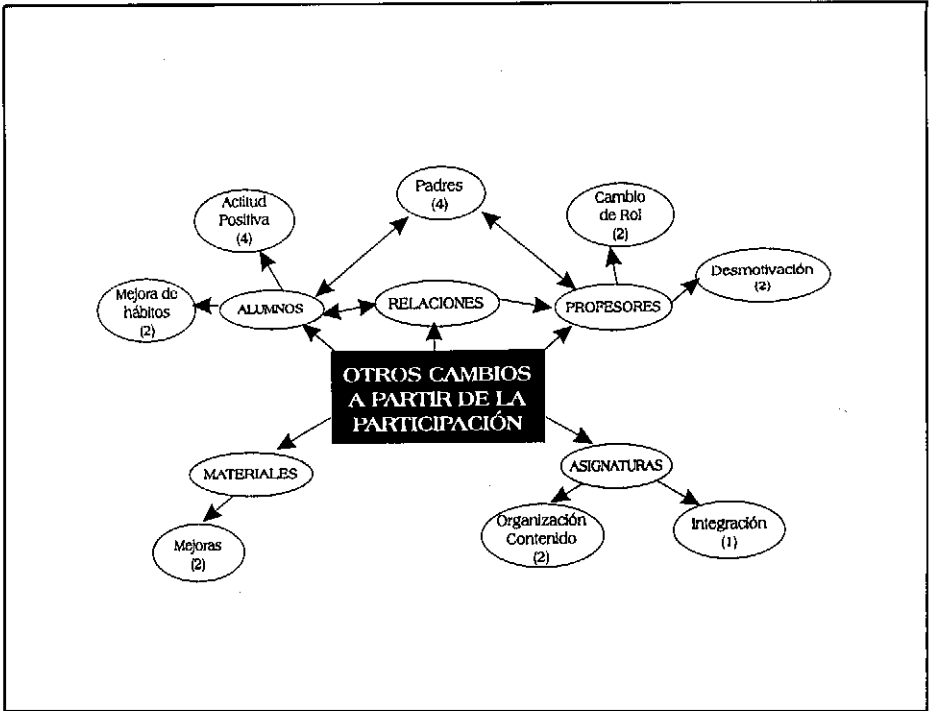 Padres
(4)
Actitud
Positiva
(4)
Cambio
de Rol
(2)
Desmotivación
(2)
Mejora de
hábitos
(2)
ALUMNOS
RELACIONES
PROFESORES
OTROS CAMBIOS
A PARTIR DE LA
PARTICIPACIÓN
MATERIALES
ASIGNATURAS
Mejoras
(2)
Organización
Contenido
(2)
Integración
(1)